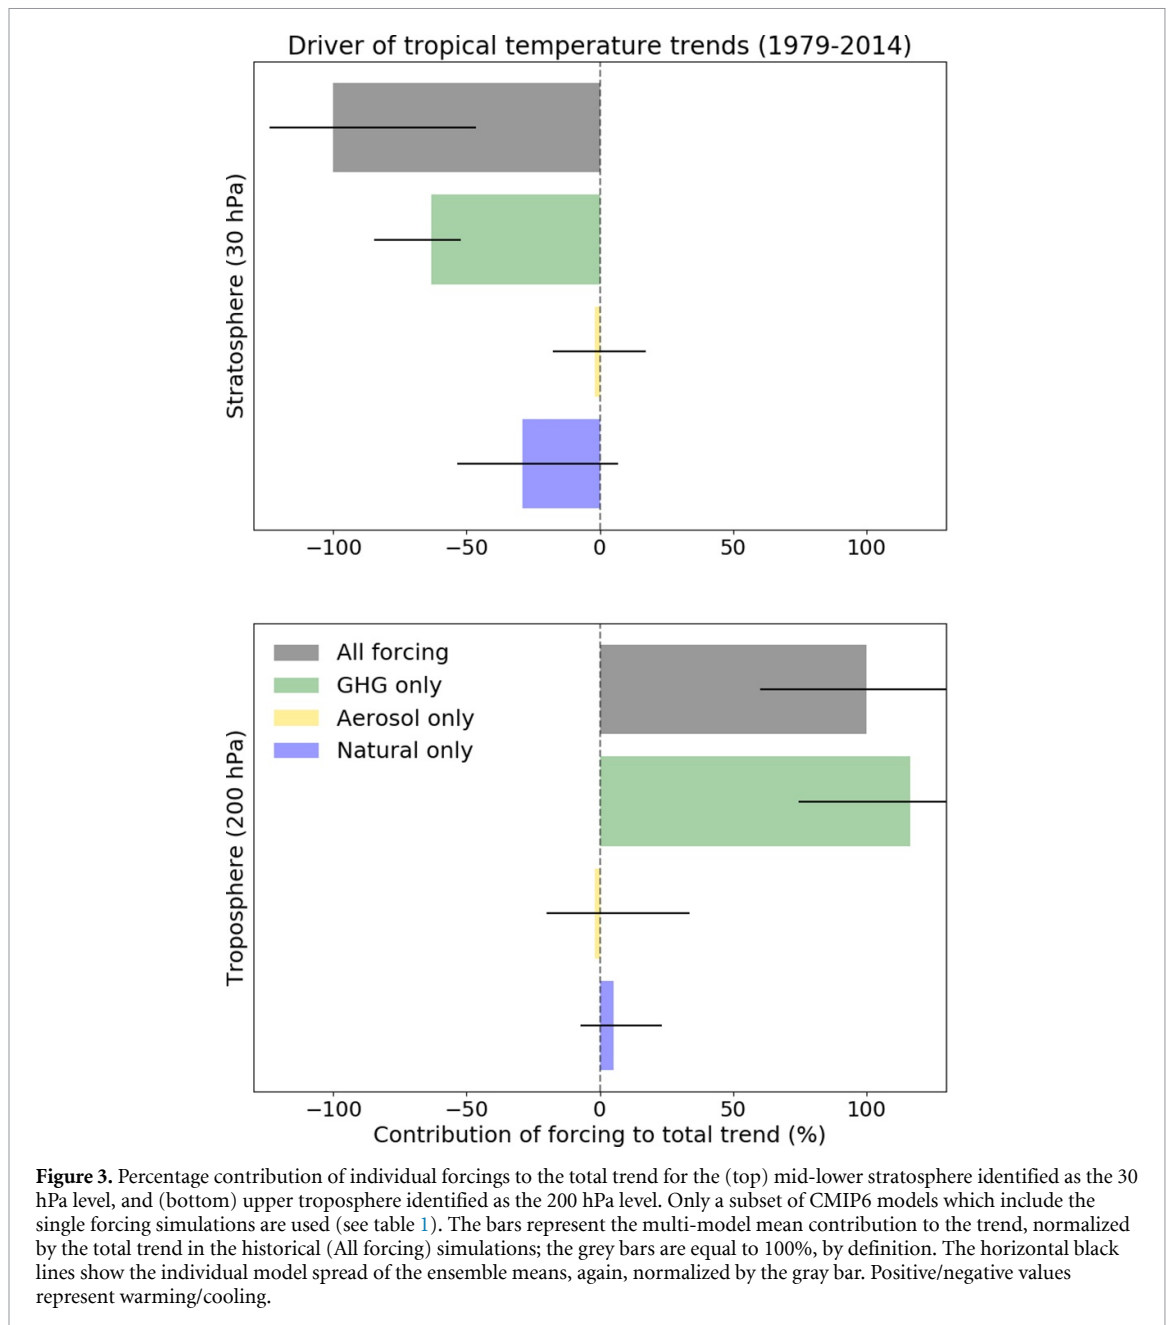 Driver of tropical temperature trends (1979-2014)
Stratosphere (30 hPa)
−100 −50 0 50 100
All forcing
GHG only
Aerosol only
Natural only
Troposphere (200 hPa)
−100 −50 0 50 100
Contribution of forcing to total trend (%)
Figure 3. Percentage contribution of individual forcings to the total trend for the (top) mid-lower stratosphere identified as the 30
hPa level, and (bottom) upper troposphere identified as the 200 hPa level. Only a subset of CMIP6 models which include the
single forcing simulations are used (see table 1). The bars represent the multi-model mean contribution to the trend, normalized
by the total trend in the historical (All forcing) simulations; the grey bars are equal to 100%, by definition. The horizontal black
lines show the individual model spread of the ensemble means, again, normalized by the gray bar. Positive/negative values
represent warming/cooling.